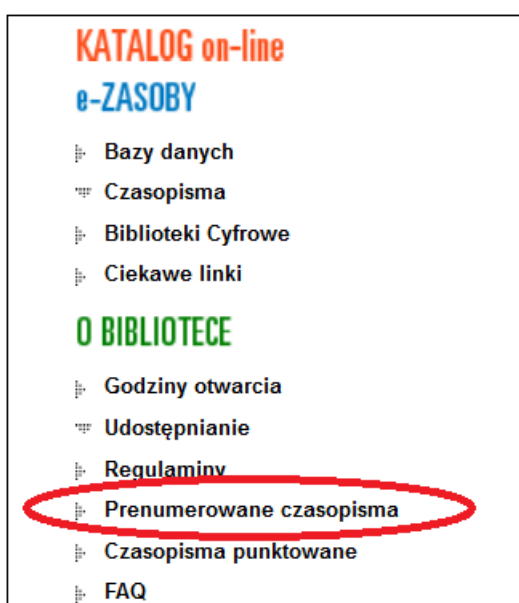 KATALOG on-line
e-ZASOBY
Bazy danych
Czasopisma
Biblioteki Cyfrowe
Ciekawe linki
O BIBLIOTECE
Godziny otwarcia
Udostępnianie
Regulaminy
Prenumerowane czasopisma
Czasopisma punktowane
FAQ